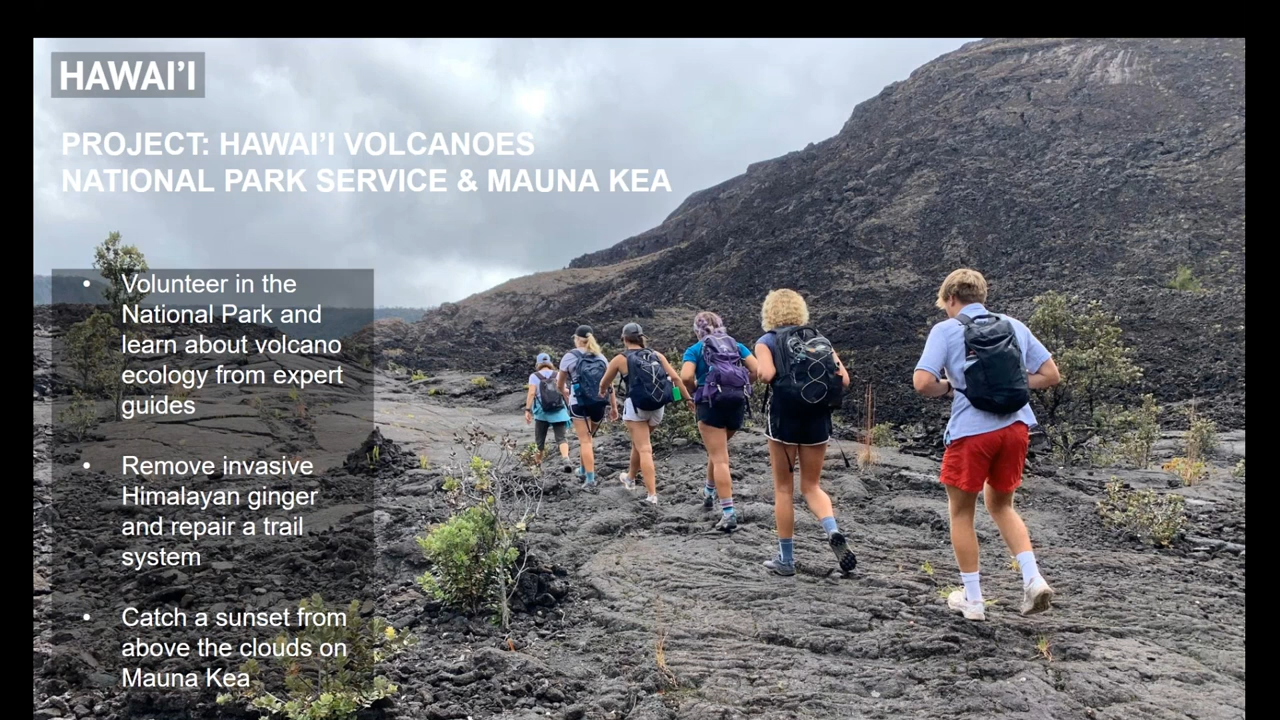 HAWAI’I
PROJECT: HAWAI’I VOLCANOES
NATIONAL PARK SERVICE & MAUNA KEA
• Volunteer in the
National Park and
learn about volcano
ecology from expert
guides
• Remove invasive
Himalayan ginger
and repair a trail
system
• Catch a sunset from
above the clouds on
Mauna Kea